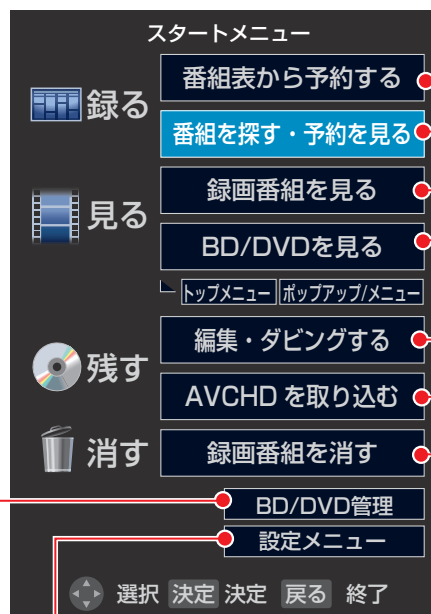 スタートメニュー
録る
番組表から予約する
番組を探す・予約を見る
見る
録画番組を見る
BD/DVDを見る
トップメニュー ポップアップ/メニュー
残す
編集・ダビングする
AVCHD を取り込む
消す
録画番組を消す
BD/DVD管理
設定メニュー
選択 決定 決定 戻る 終了